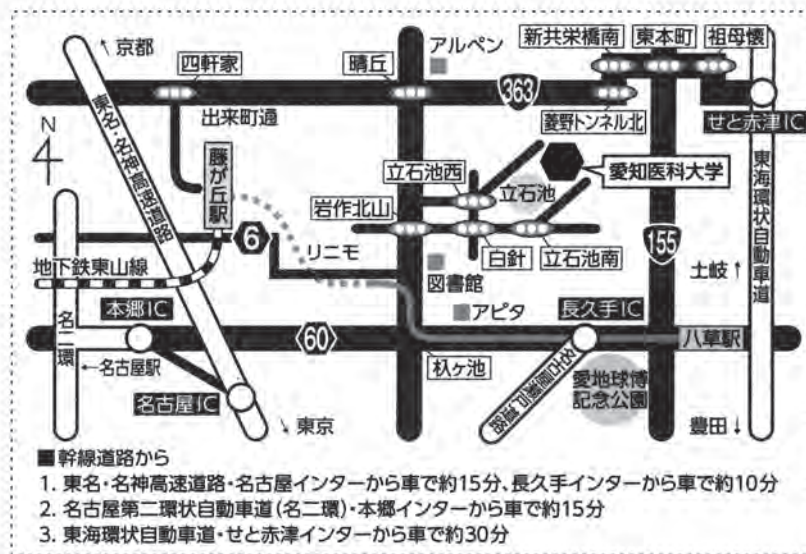 京都
アルペン
新共栄橋南
東本町
祖母懐
四軒家
晴丘
363
出来町通
菱野トンネル北
せと赤津IC
N
東名・名神高速道路
藤が丘駅
立石池西
立石池
愛知医科大学
東海環状自動車道
岩作北山
6
リニモ
白針
立石池南
155
地下鉄東山線
図書館
土岐↑
本郷IC
アピタ
長久手IC
名二環
60
八草駅
←名古屋駅
杁ヶ池
愛地球博
記念公園
名古屋IC
東京
豊田↓
■幹線道路から
1. 東名・名神高速道路・名古屋インターから車で約15分、長久手インターから車で約10分
2. 名古屋第二環状自動車道(名二環)・本郷インターから車で約15分
3. 東海環状自動車道・せと赤津インターから車で約30分